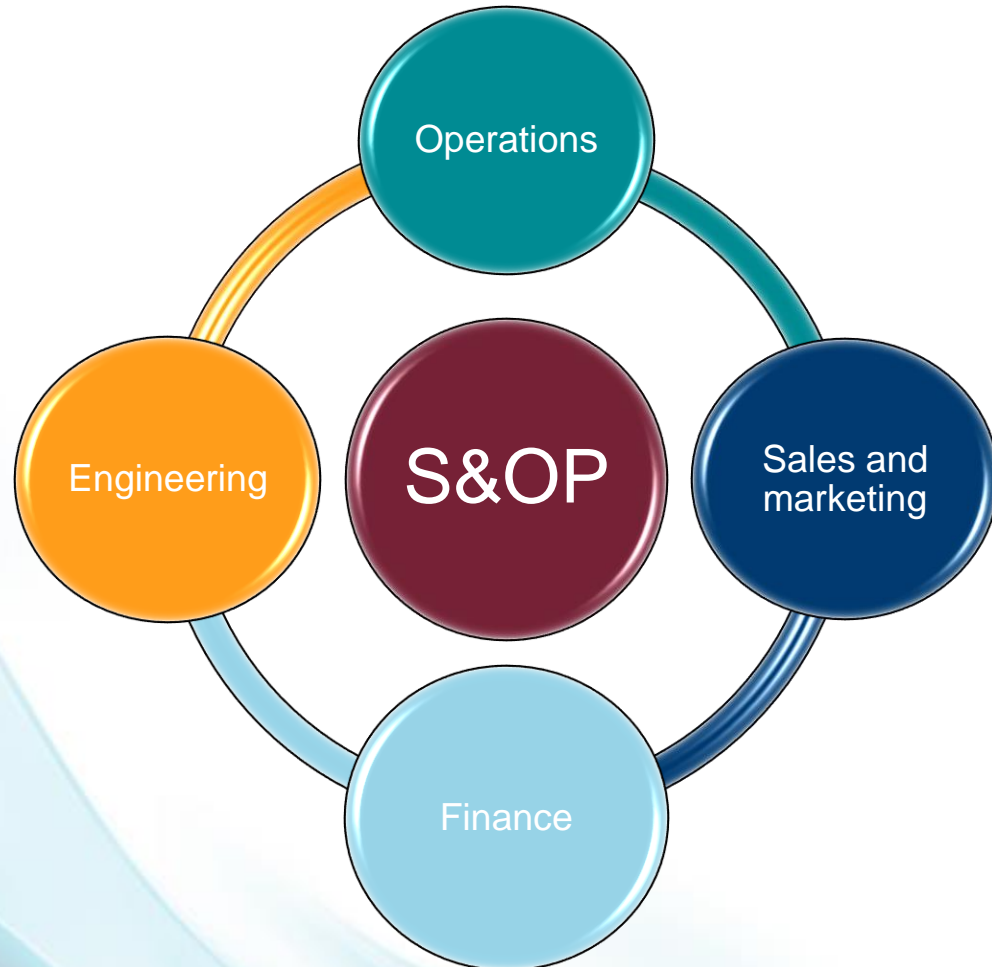 Operations
Engineering
S&OP
Sales and
marketing
Finance